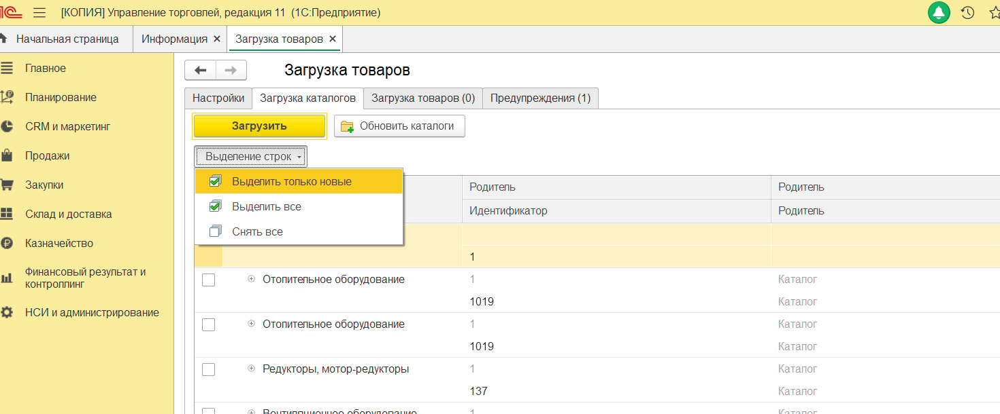 1С [КОПИЯ] Управление торговлей, редакция 11 (1С:Предприятие)
Начальная страница Информация × Загрузка товаров ×
Главное
Планирование
CRM и маркетинг
Продажи
Закупки
Склад и доставка
Казначейство
Финансовый результат и
контроллинг
НСИ и администрирование
Загрузка товаров
Настройки Загрузка каталогов Загрузка товаров (0) Предупреждения (1)
Загрузить Обновить каталоги
Выделение строк
Выделить только новые
Выделить все
Снять все
Родитель Родитель
Идентификатор Родитель
1
Отопительное оборудование 1 Каталог
1019 Каталог
Отопительное оборудование 1 Каталог
1019 Каталог
Редукторы, мотор-редукторы 1 Каталог
137 Каталог
Вентиляционное оборудование 1 Каталог